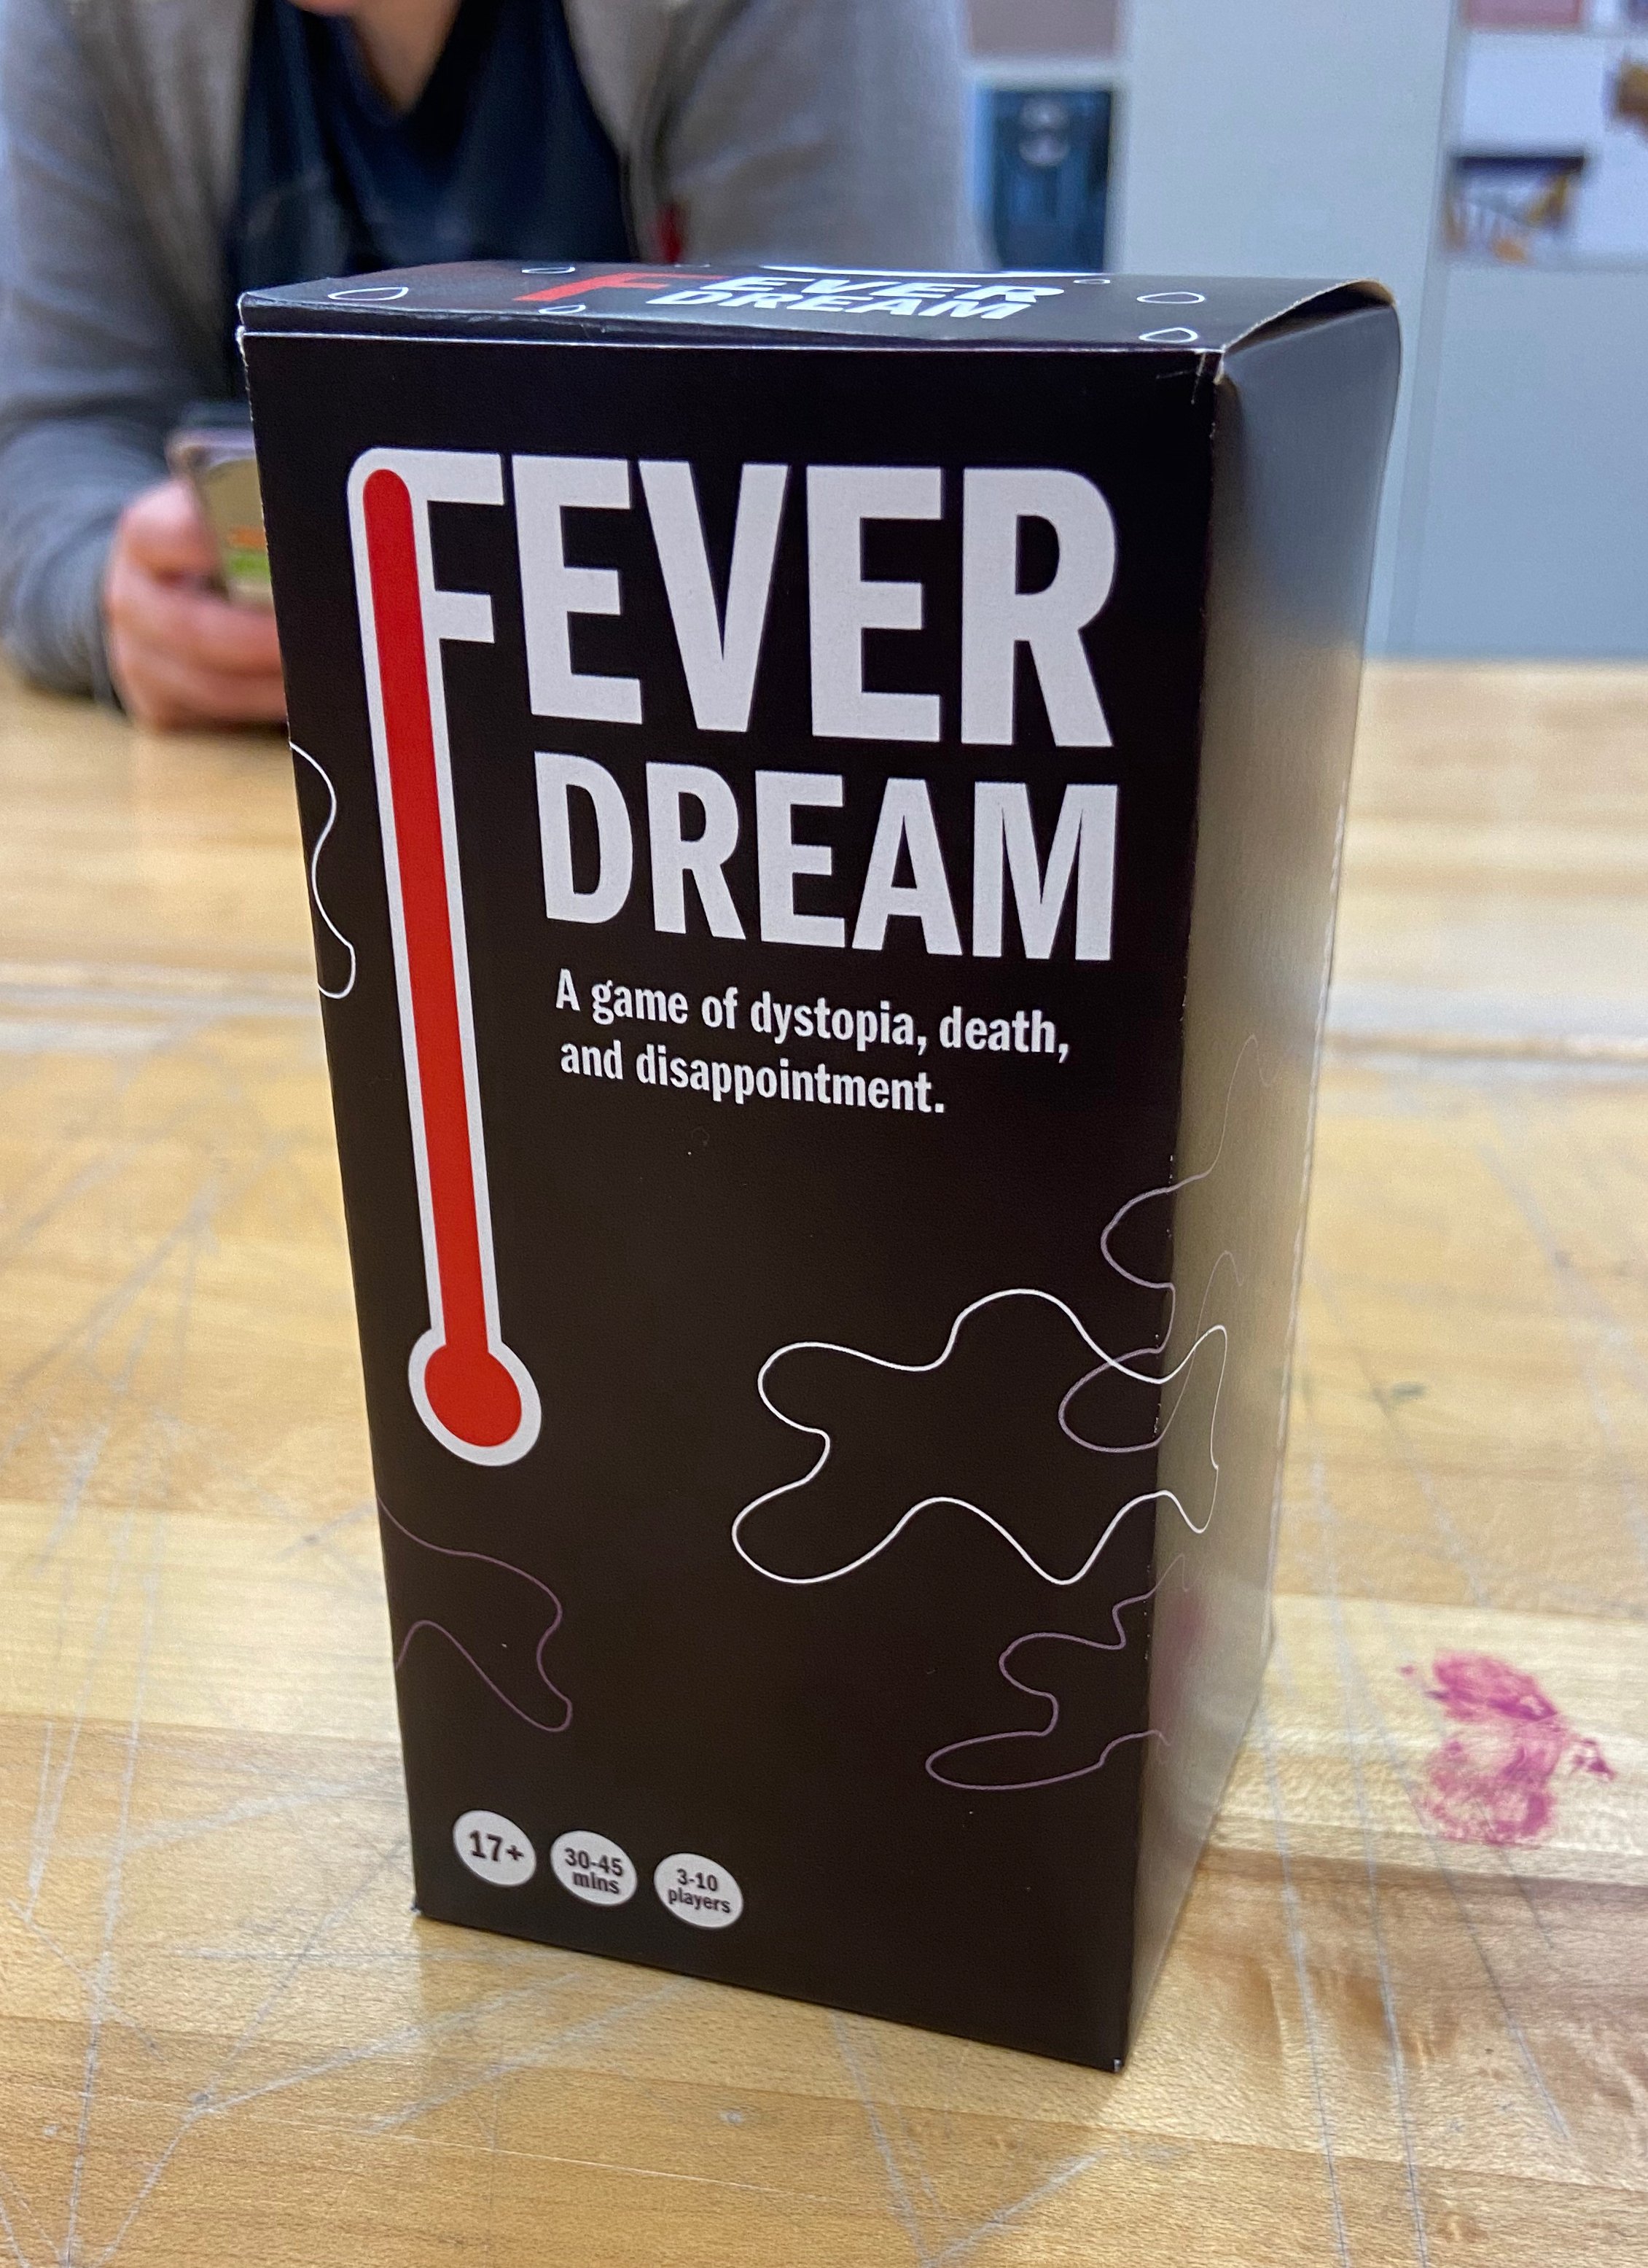 FEVER
DREAM
FEVER
DREAM
A game of dystopia, death,
and disappointment.
17+
30-45
mins
3-10
players